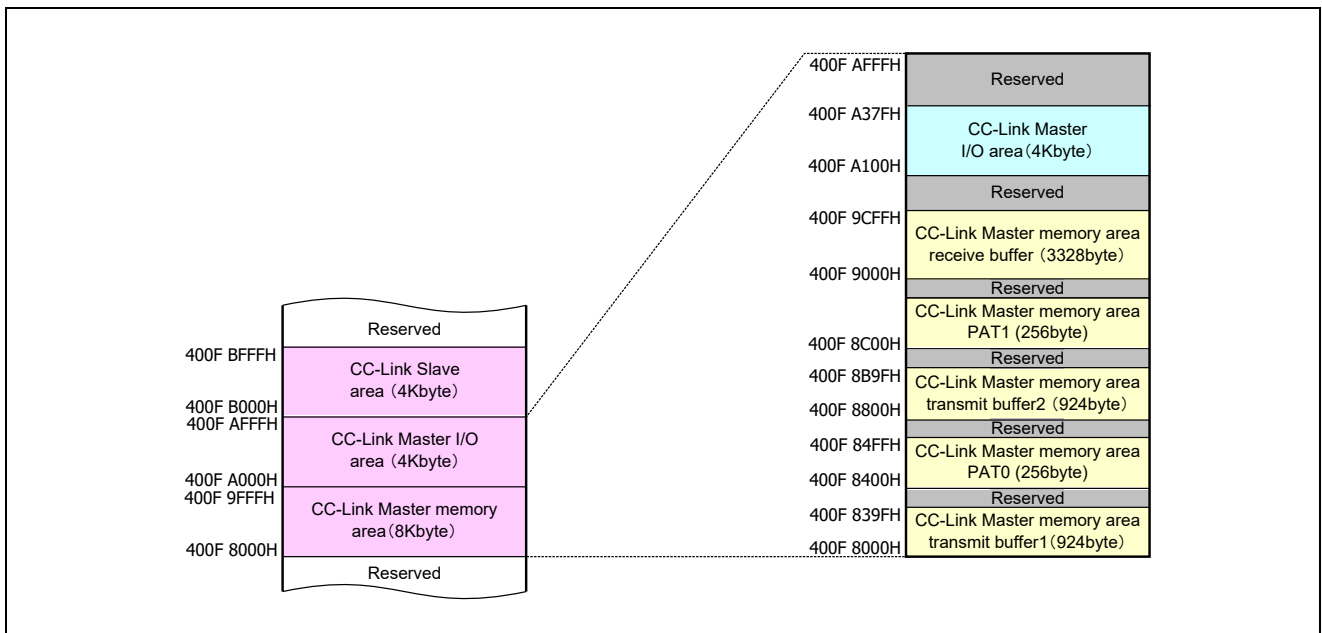 Reserved
400F BFFFH
CC-Link Slave
area （4Kbyte）
400F B000H
400F AFFFH
CC-Link Master I/O
area （4Kbyte）
400F A000H
400F 9FFFH
CC-Link Master memory
area（8Kbyte）
400F 8000H
Reserved
400F AFFFH
Reserved
400F A37FH
CC-Link Master
I/O area（4Kbyte）
400F A100H
Reserved
400F 9CFFH
CC-Link Master memory area
receive buffer （3328byte）
400F 9000H
Reserved
CC-Link Master memory area
PAT1 (256byte)
400F 8C00H
Reserved
400F 8B9FH
CC-Link Master memory area
transmit buffer2 （924byte）
400F 8800H
Reserved
400F 84FFH
CC-Link Master memory area
PAT0 (256byte)
400F 8400H
Reserved
400F 839FH
CC-Link Master memory area
transmit buffer1（924byte）
400F 8000H